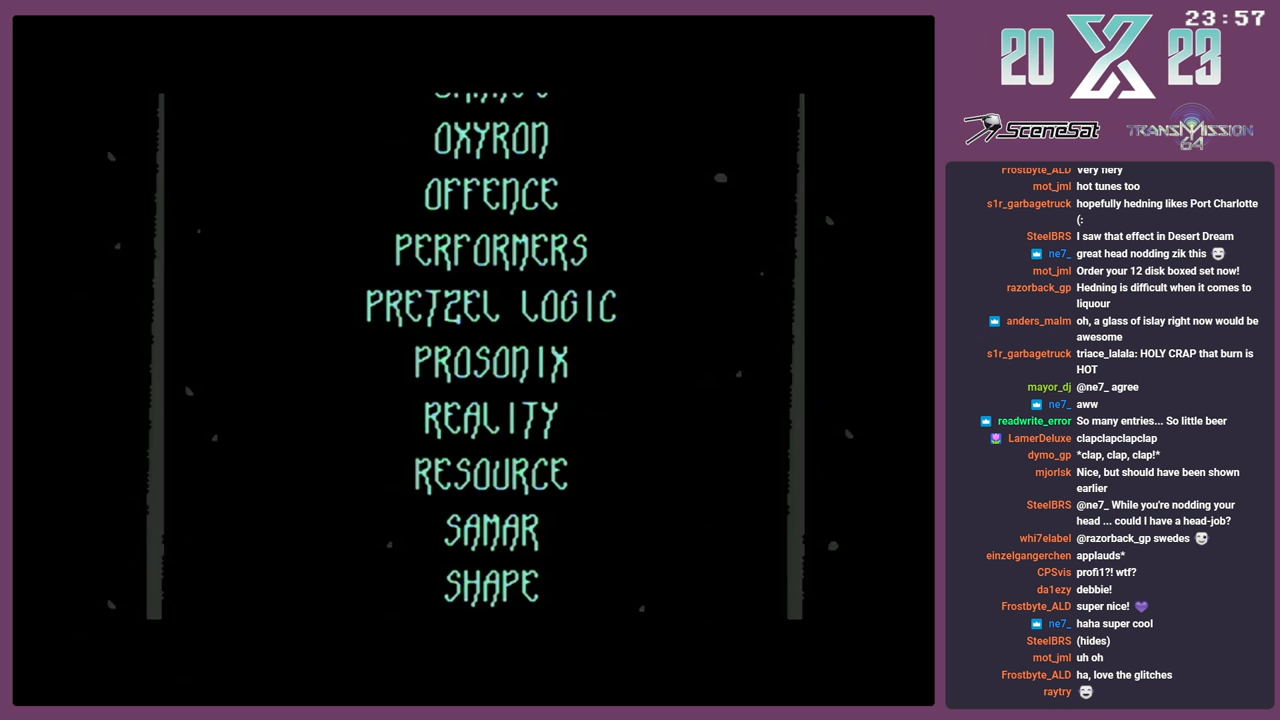 OXYRON
OFFENCE
PERFORMERS
PRETZEL LOGIC
PROSONIX
REALITY
RESOURCE
SAMAR
SHAPE
23:57
20 X 23
SCENESAT
TRANSMISSION 64
Frostbyte_ALD Very fiery
mot_jml hot tunes too
s1r_garbagetruck hopefully hedning likes Port Charlotte
(:
SteelBRS I saw that effect in Desert Dream
ne7_ great head nodding zik this
mot_jml Order your 12 disk boxed set now!
razorback_gp Hedning is difficult when it comes to
liquour
anders_malm oh, a glass of islay right now would be
awesome
s1r_garbagetruck triace_lalala: HOLY CRAP that burn is
HOT
mayor_dj @ne7_ agree
ne7_ aww
readwrite_error So many entries... So little beer
LamerDeluxe clapclapclapclap
dymo_gp *clap, clap, clap!*
mjorlsk Nice, but should have been shown
earlier
SteelBRS @ne7_ While you're nodding your
head ... could I have a head-job?
whi7elabel @razorback_gp swedes
einzelgangerchen applauds*
CPSvis profi1?! wtf?
da1ezy debbie!
Frostbyte_ALD super nice!
ne7_ haha super cool
SteelBRS (hides)
mot_jml uh oh
Frostbyte_ALD ha, love the glitches
raytry